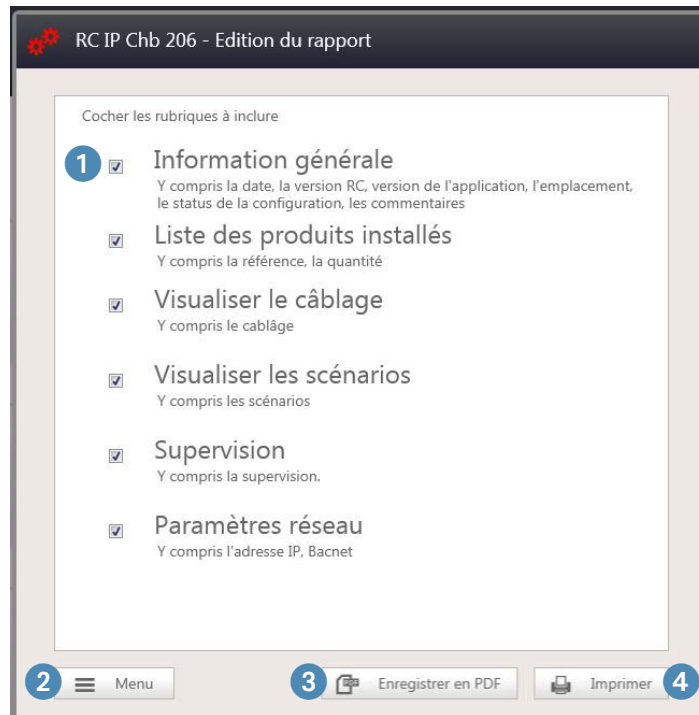 RC IP Chb 206 - Edition du rapport
Cocher les rubriques à inclure
1
Information générale
Y compris la date, la version RC, version de l'application, l'emplacement,
le status de la configuration, les commentaires
Liste des produits installés
Y compris la référence, la quantité
Visualiser le câblage
Y compris le cablâge
Visualiser les scénarios
Y compris les scénarios
Supervision
Y compris la supervision.
Paramètres réseau
Y compris l'adresse IP, Bacnet
2 Menu 3 Enregistrer en PDF Imprimer 4